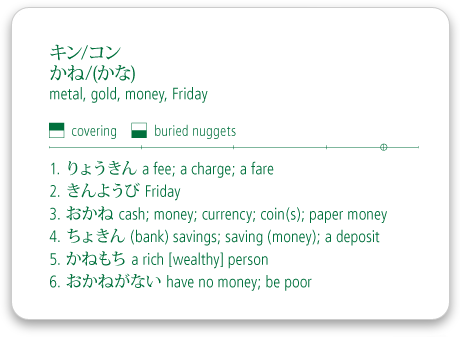 キン/コン
かね/(かな)
metal, gold, money, Friday
covering buried nuggets
1. りょうきん a fee; a charge; a fare
2. きんようび Friday
3. おかね cash; money; currency; coin(s); paper money
4. ちょきん (bank) savings; saving (money); a deposit
5. かねもち a rich [wealthy] person
6. おかねがない have no money; be poor